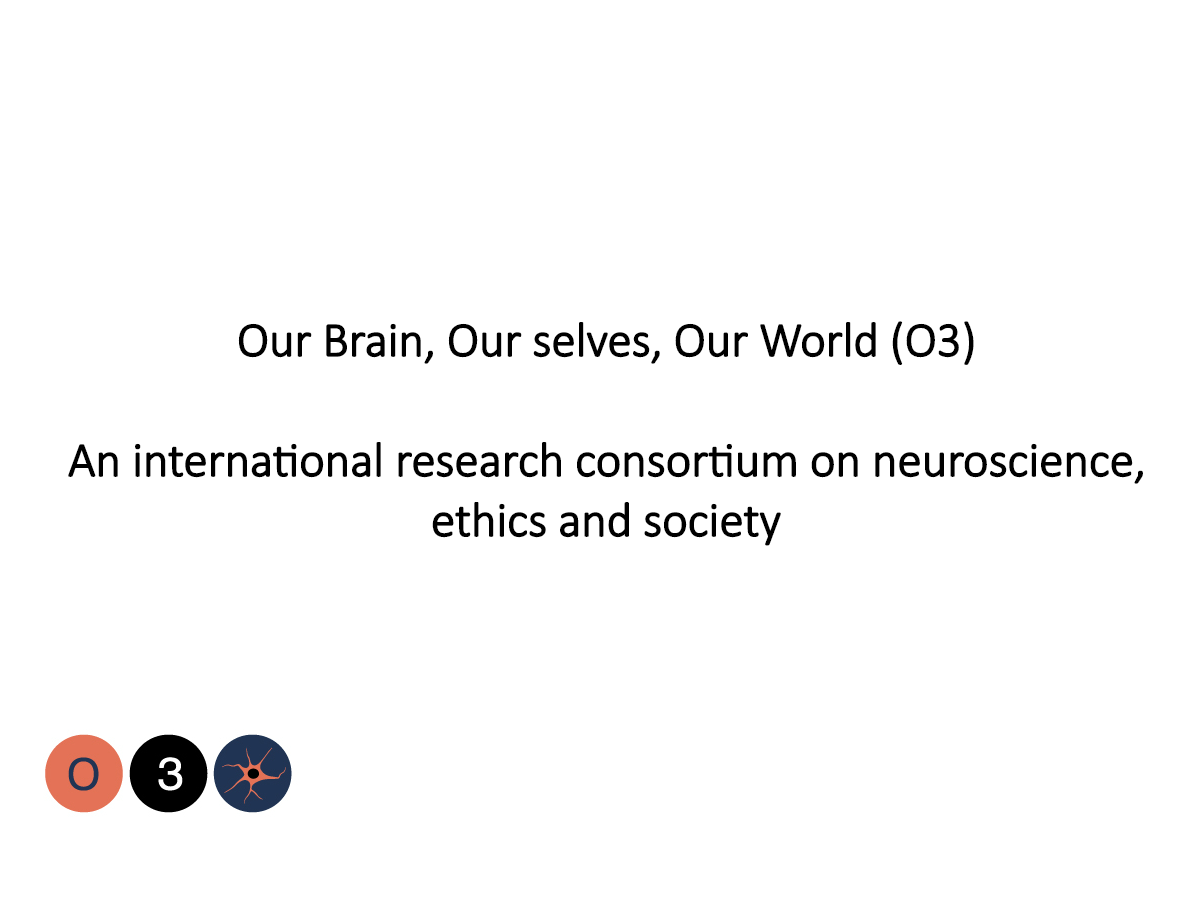 Our Brain, Our selves, Our World (O3)
An international research consortium on neuroscience,
ethics and society
O 3